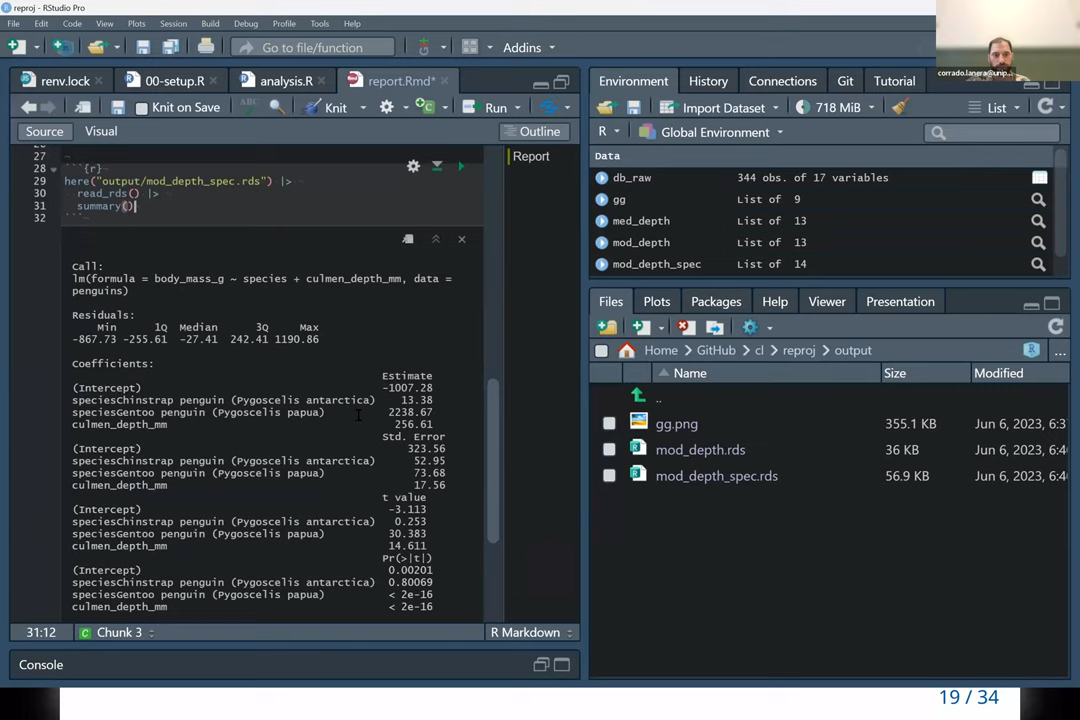 reproj - RStudio Pro
File Edit Code View Plots Session Build Debug Profile Tools Help
Go to file/function
Addins
renv.lock 00-setup.R analysis.R report.Rmd*
Knit on Save
ABC
Knit
Run
Source Visual
Outline
Report
27
28 ```{r}
29 here("output/mod_depth_spec.rds") |>
30 read_rds() |>
31 summary()
32 ```
Call:
lm(formula = body_mass_g ~ species + culmen_depth_mm, data =
penguins)
Residuals:
Min 1Q Median 3Q Max
-867.73 -255.61 -27.41 242.41 1190.86
Coefficients:
Estimate
(Intercept) -1007.28
speciesChinstrap penguin (Pygoscelis antarctica) 13.38
speciesGentoo penguin (Pygoscelis papua) 2238.67
culmen_depth_mm 256.61
Std. Error
(Intercept) 323.56
speciesChinstrap penguin (Pygoscelis antarctica) 52.95
speciesGentoo penguin (Pygoscelis papua) 73.68
culmen_depth_mm 17.56
t value
(Intercept) -3.113
speciesChinstrap penguin (Pygoscelis antarctica) 0.253
speciesGentoo penguin (Pygoscelis papua) 30.383
culmen_depth_mm 14.611
Pr(>|t|)
(Intercept) 0.00201
speciesChinstrap penguin (Pygoscelis antarctica) 0.80069
speciesGentoo penguin (Pygoscelis papua) < 2e-16
culmen_depth_mm < 2e-16
31:12 Chunk 3 R Markdown
Console
corrado.lanera@unip...
Environment History Connections Git Tutorial
Import Dataset 718 MiB List
R Global Environment
Data
db_raw 344 obs. of 17 variables
gg List of 9
med_depth List of 13
mod_depth List of 13
mod_depth_spec List of 14
Files Plots Packages Help Viewer Presentation
Home GitHub cl reproj output ...
Name Size Modified
..
gg.png 355.1 KB Jun 6, 2023, 6:3
mod_depth.rds 36 KB Jun 6, 2023, 6:4
mod_depth_spec.rds 56.9 KB Jun 6, 2023, 6:4
19 / 34